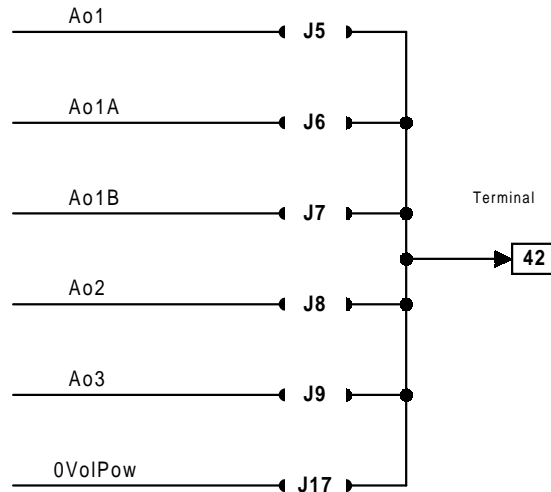 Ao1
J5
Ao1A
J6
Ao1B
J7
Terminal
42
Ao2
J8
Ao3
J9
0VolPow
J17